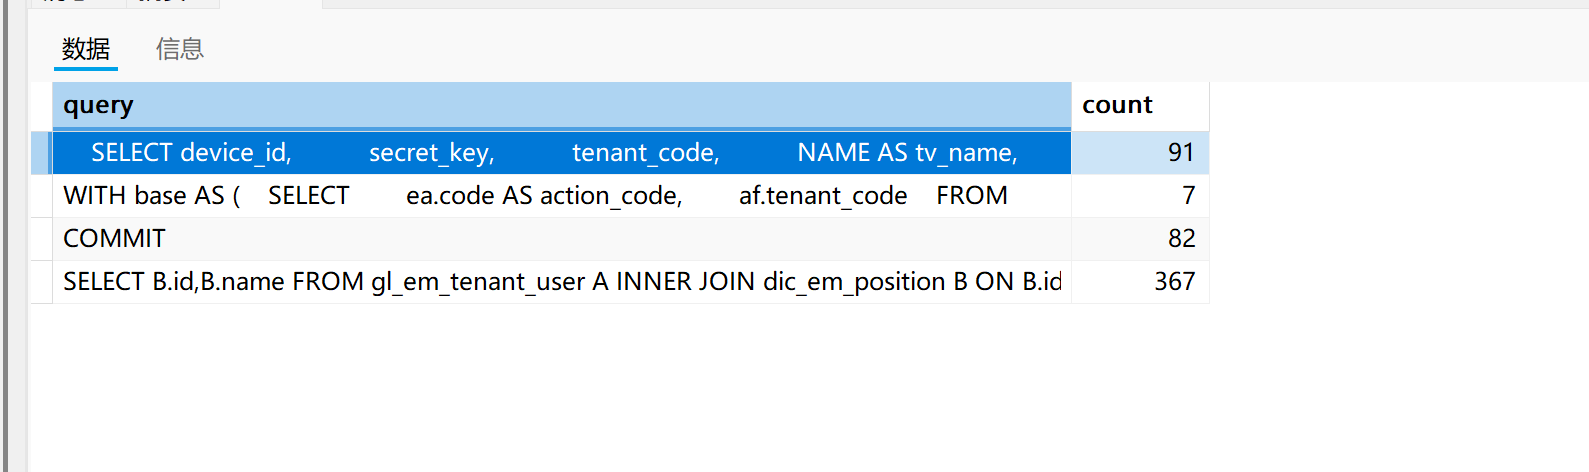 数据 信息
query count
SELECT device_id, secret_key, tenant_code, NAME AS tv_name, 91
WITH base AS ( SELECT ea.code AS action_code, af.tenant_code FROM 7
COMMIT 82
SELECT B.id,B.name FROM gl_em_tenant_user A INNER JOIN dic_em_position B ON B.id 367